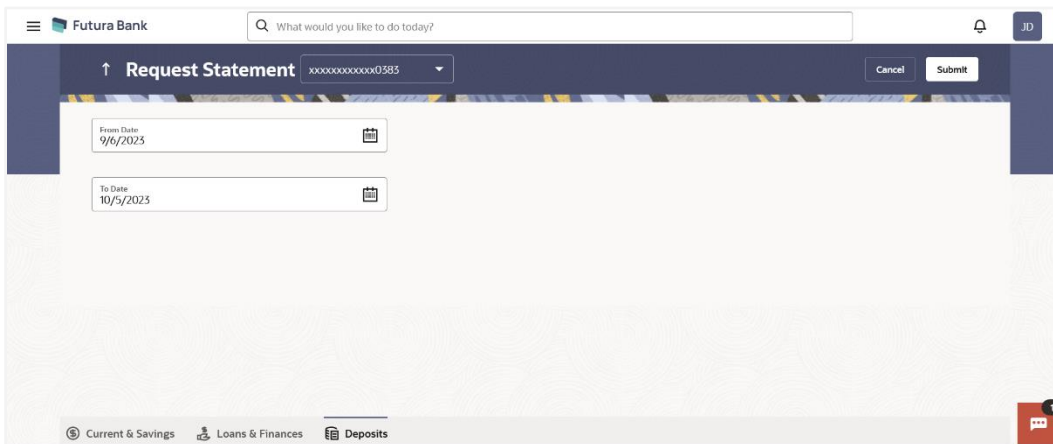 Futura Bank
What would you like to do today?
JD
Request Statement
xxxxxxxxxxxx0383
Cancel
Submit
From Date
9/6/2023
To Date
10/5/2023
Current & Savings
Loans & Finances
Deposits